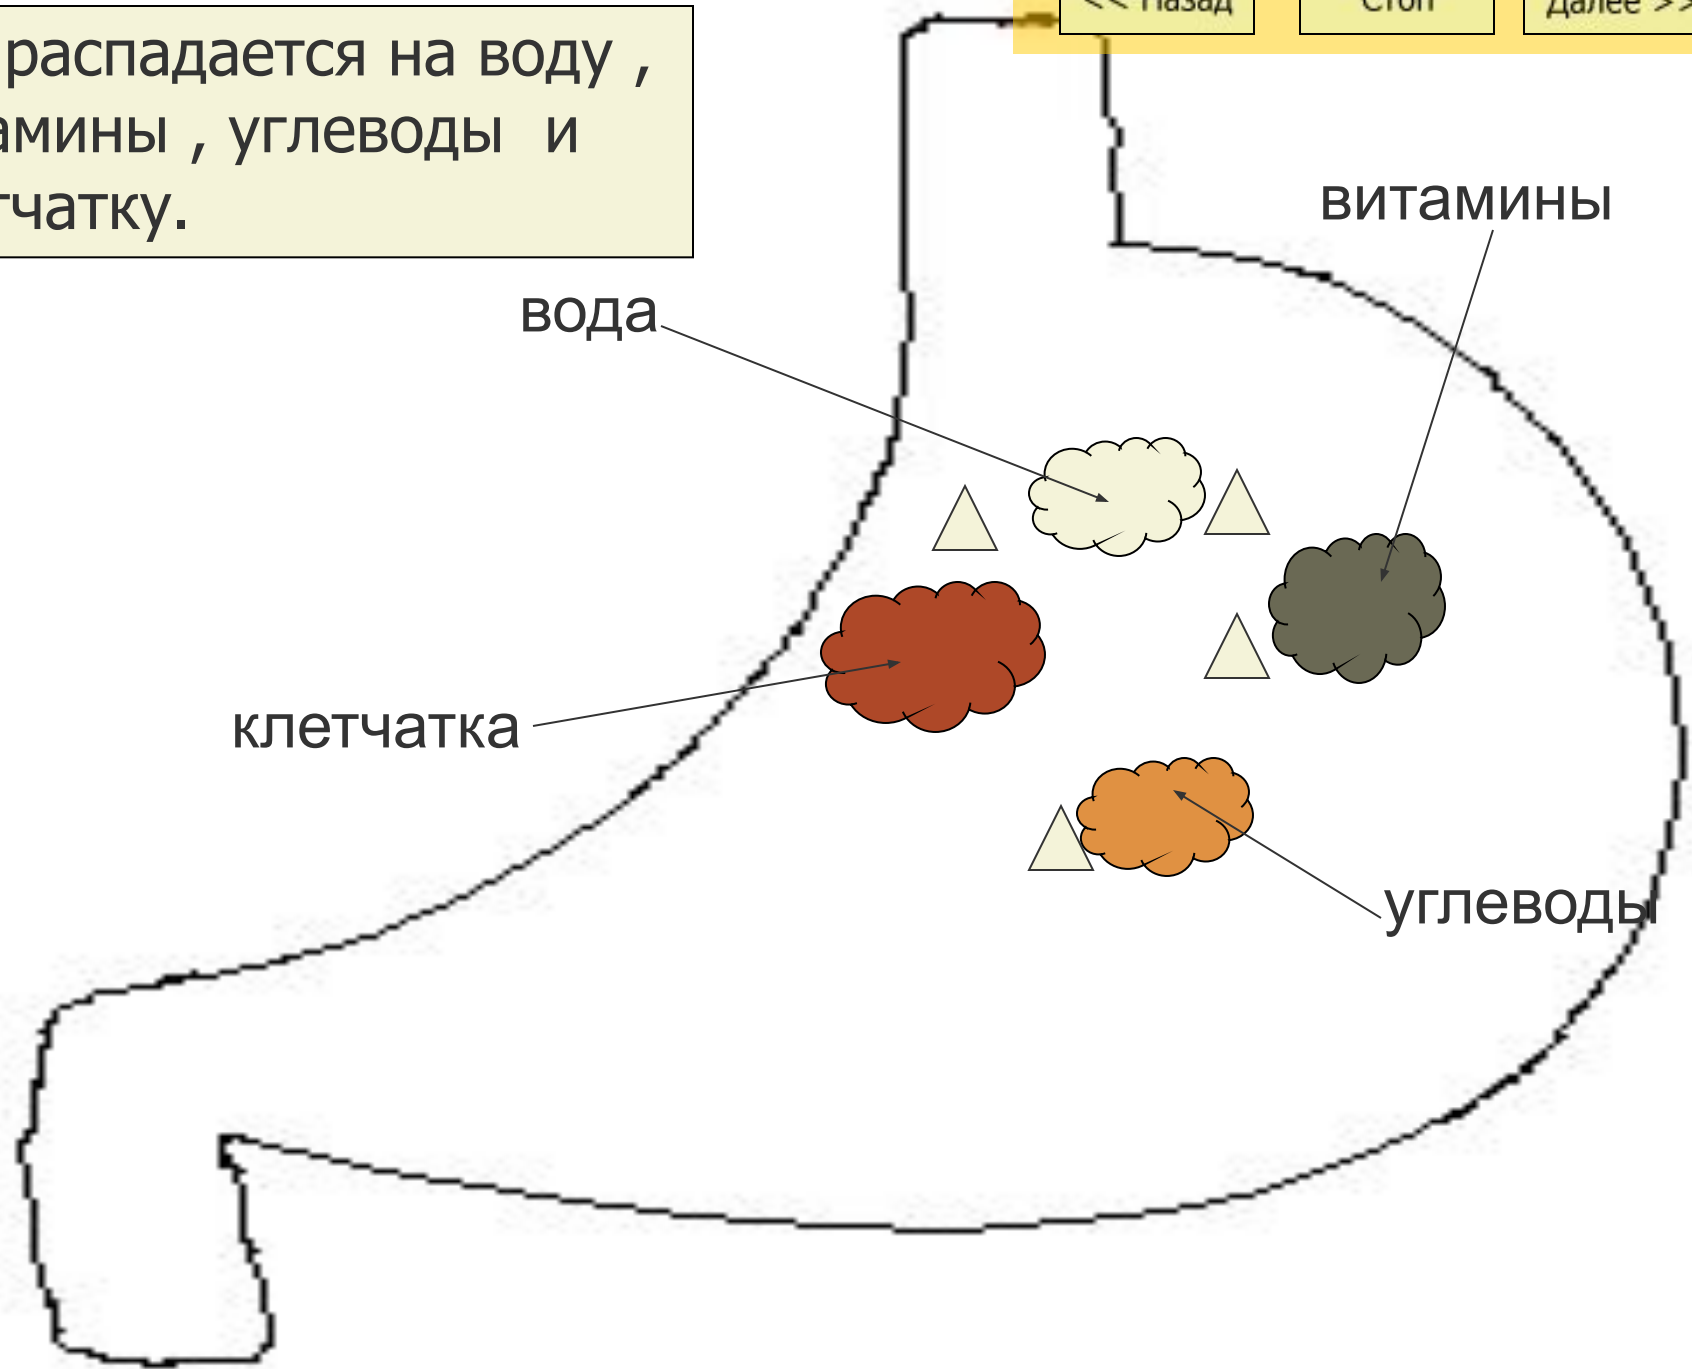 << Назад Стоп Далее >>
распадается на воду ,
амины , углеводы и
тчатку.
витамины
вода
клетчатка
углеводы